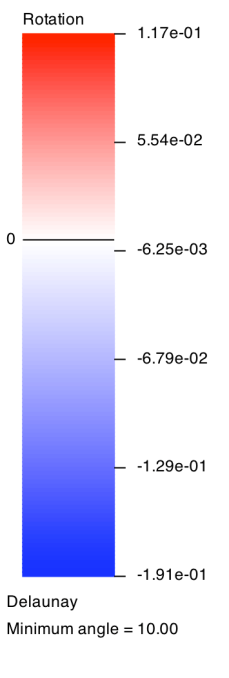 Rotation
1.17e-01
5.54e-02
0
-6.25e-03
-6.79e-02
-1.29e-01
-1.91e-01
Delaunay
Minimum angle = 10.00